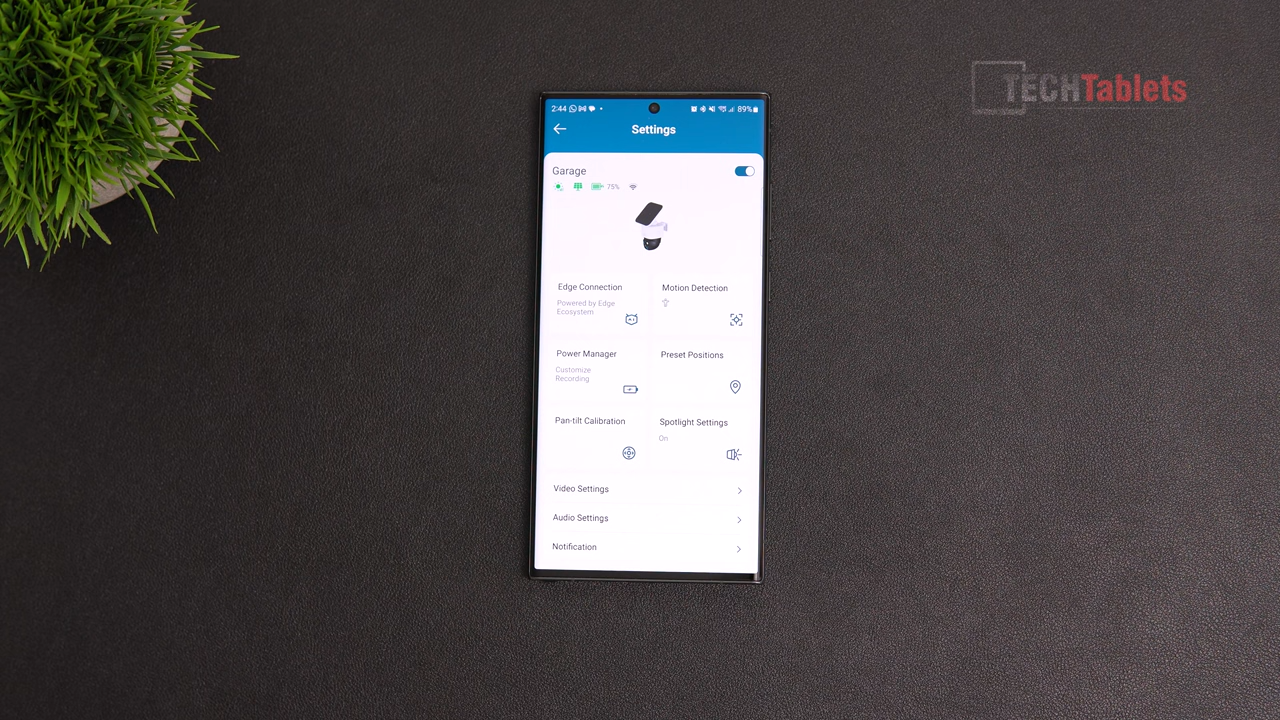 TECHTablets
2:44
89%
Settings
Garage
75%
Edge Connection
Powered by Edge
Ecosystem
Motion Detection
Power Manager
Customize
Recording
Preset Positions
Pan-tilt Calibration
Spotlight Settings
On
Video Settings
Audio Settings
Notification